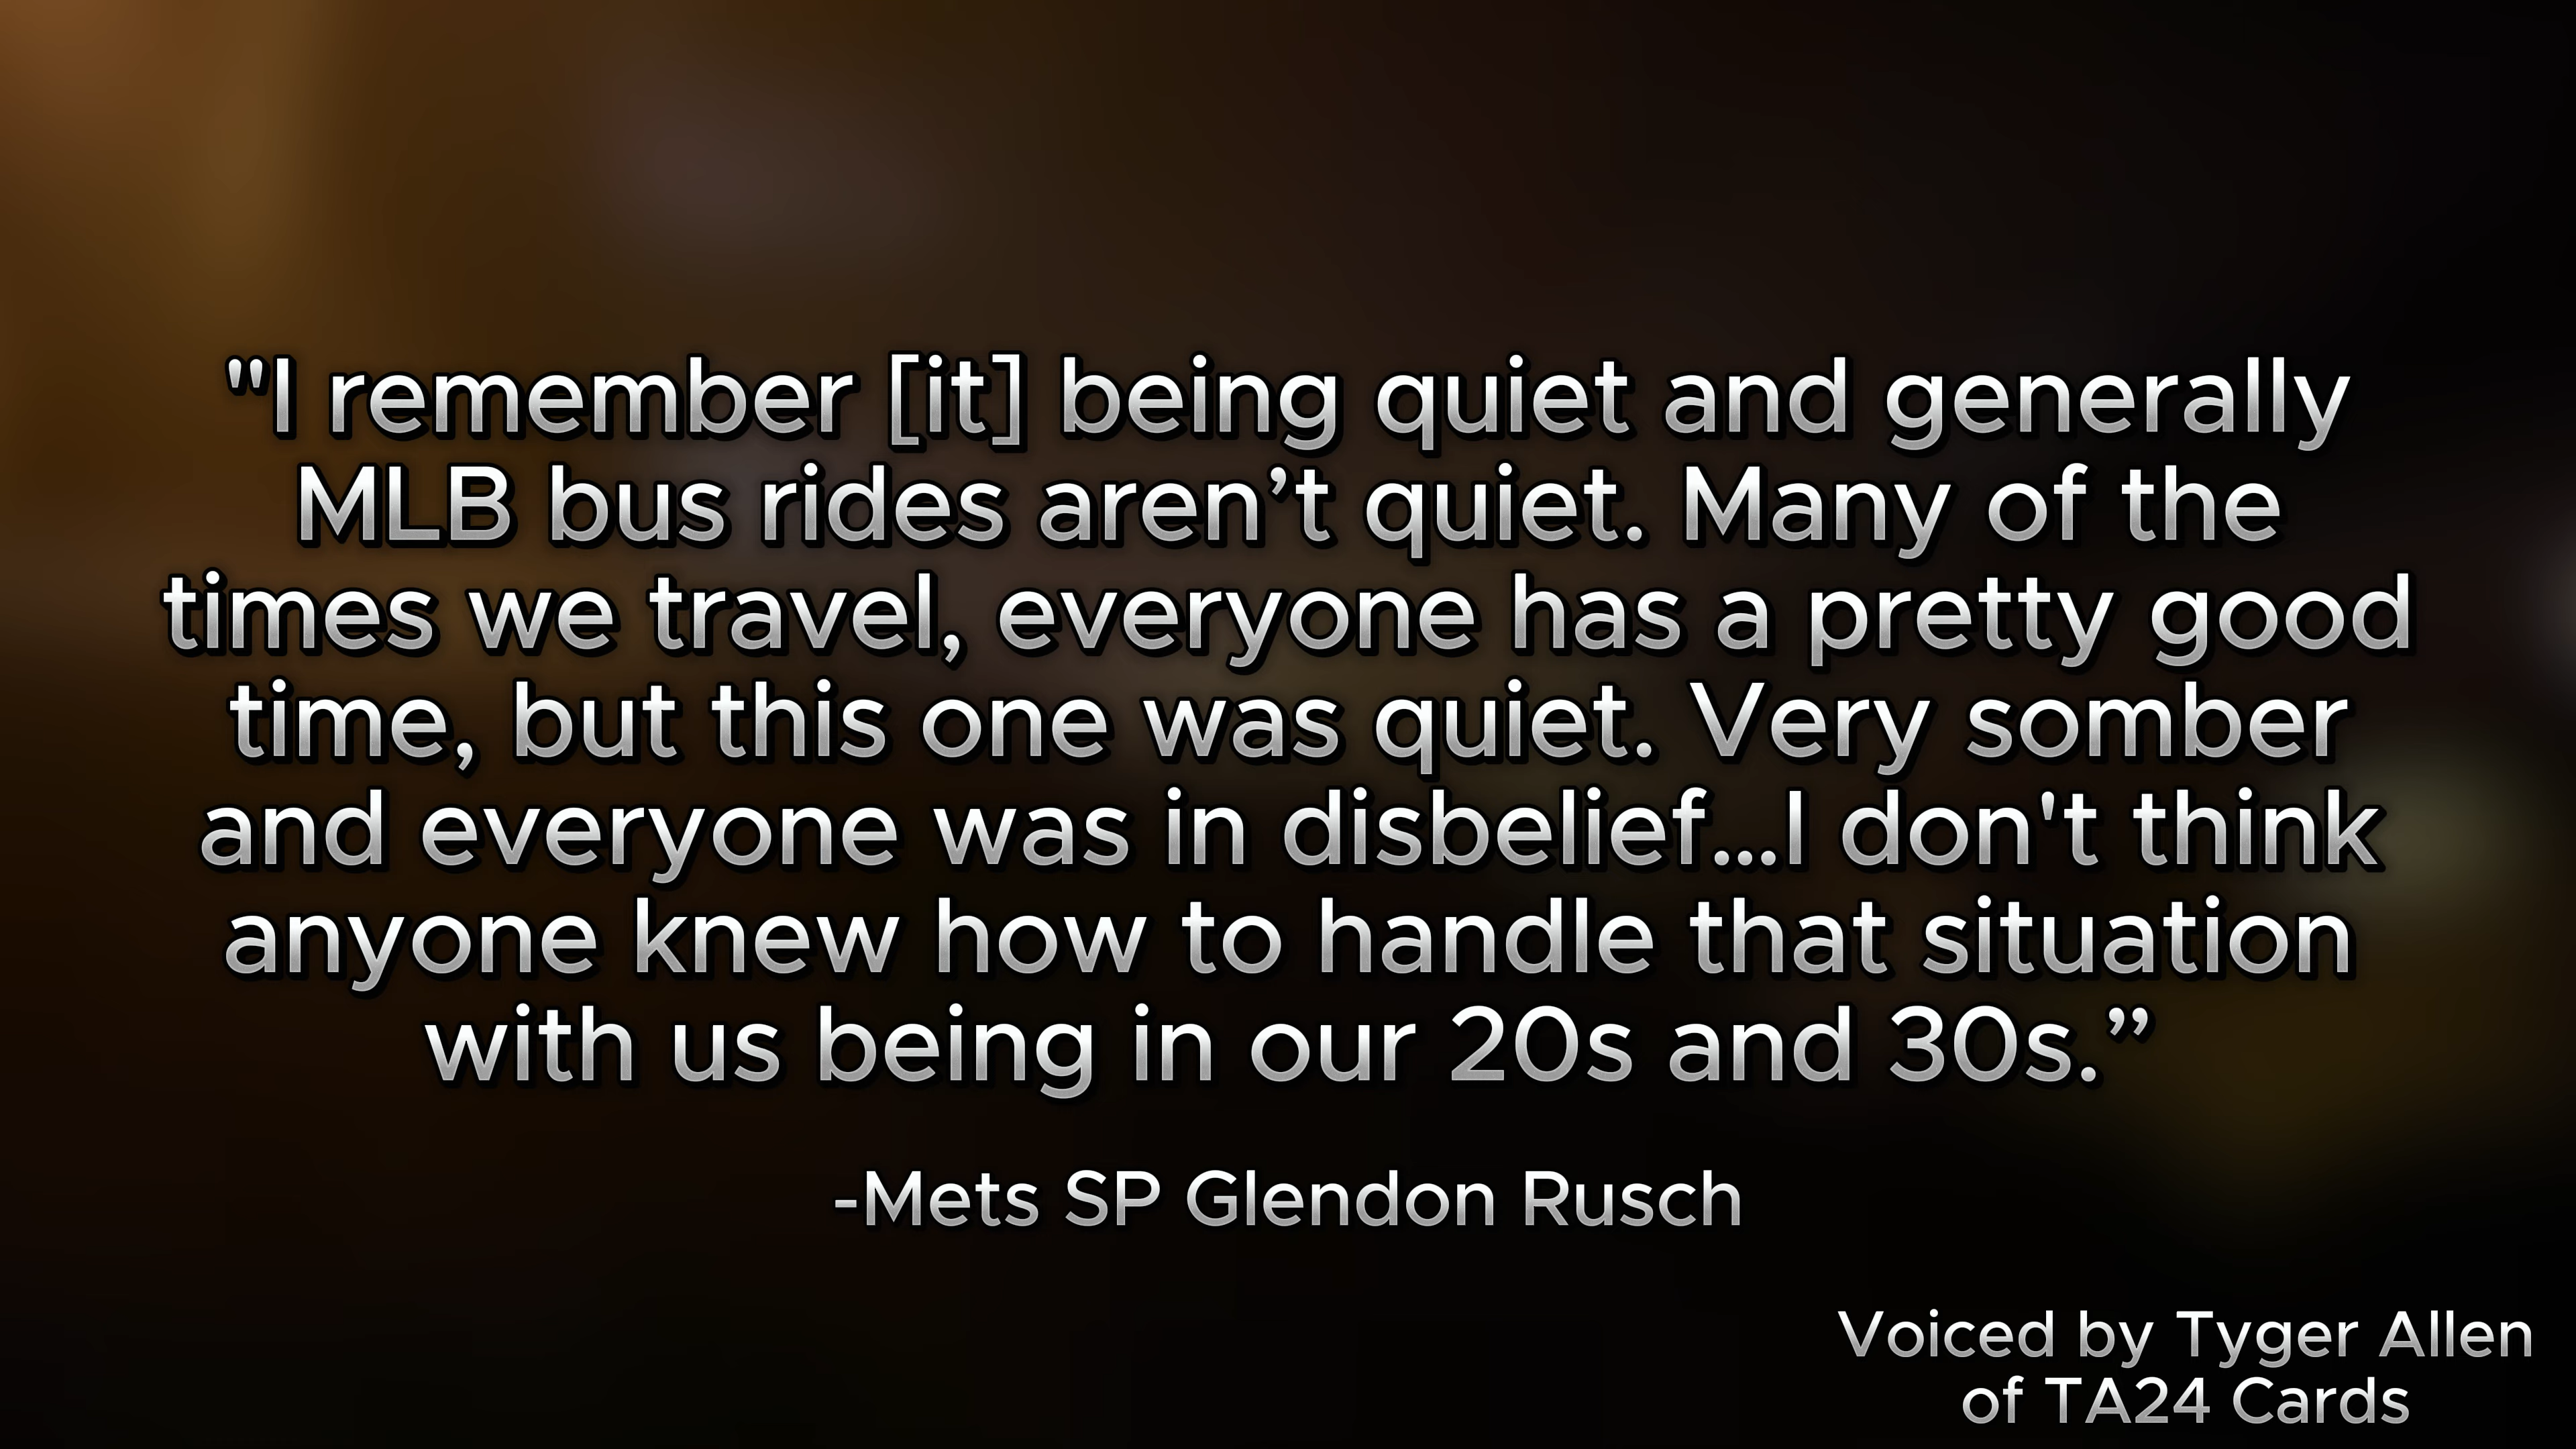 "I remember [it] being quiet and generally
MLB bus rides aren’t quiet. Many of the
times we travel, everyone has a pretty good
time, but this one was quiet. Very somber
and everyone was in disbelief...I don't think
anyone knew how to handle that situation
with us being in our 20s and 30s.”
-Mets SP Glendon Rusch
Voiced by Tyger Allen
of TA24 Cards